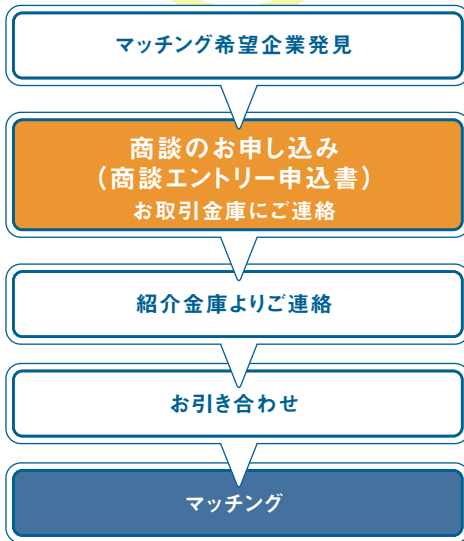 マッチング希望企業発見
商談のお申し込み
（商談エントリー申込書）
お取引金庫にご連絡
紹介金庫よりご連絡
お引き合わせ
マッチング